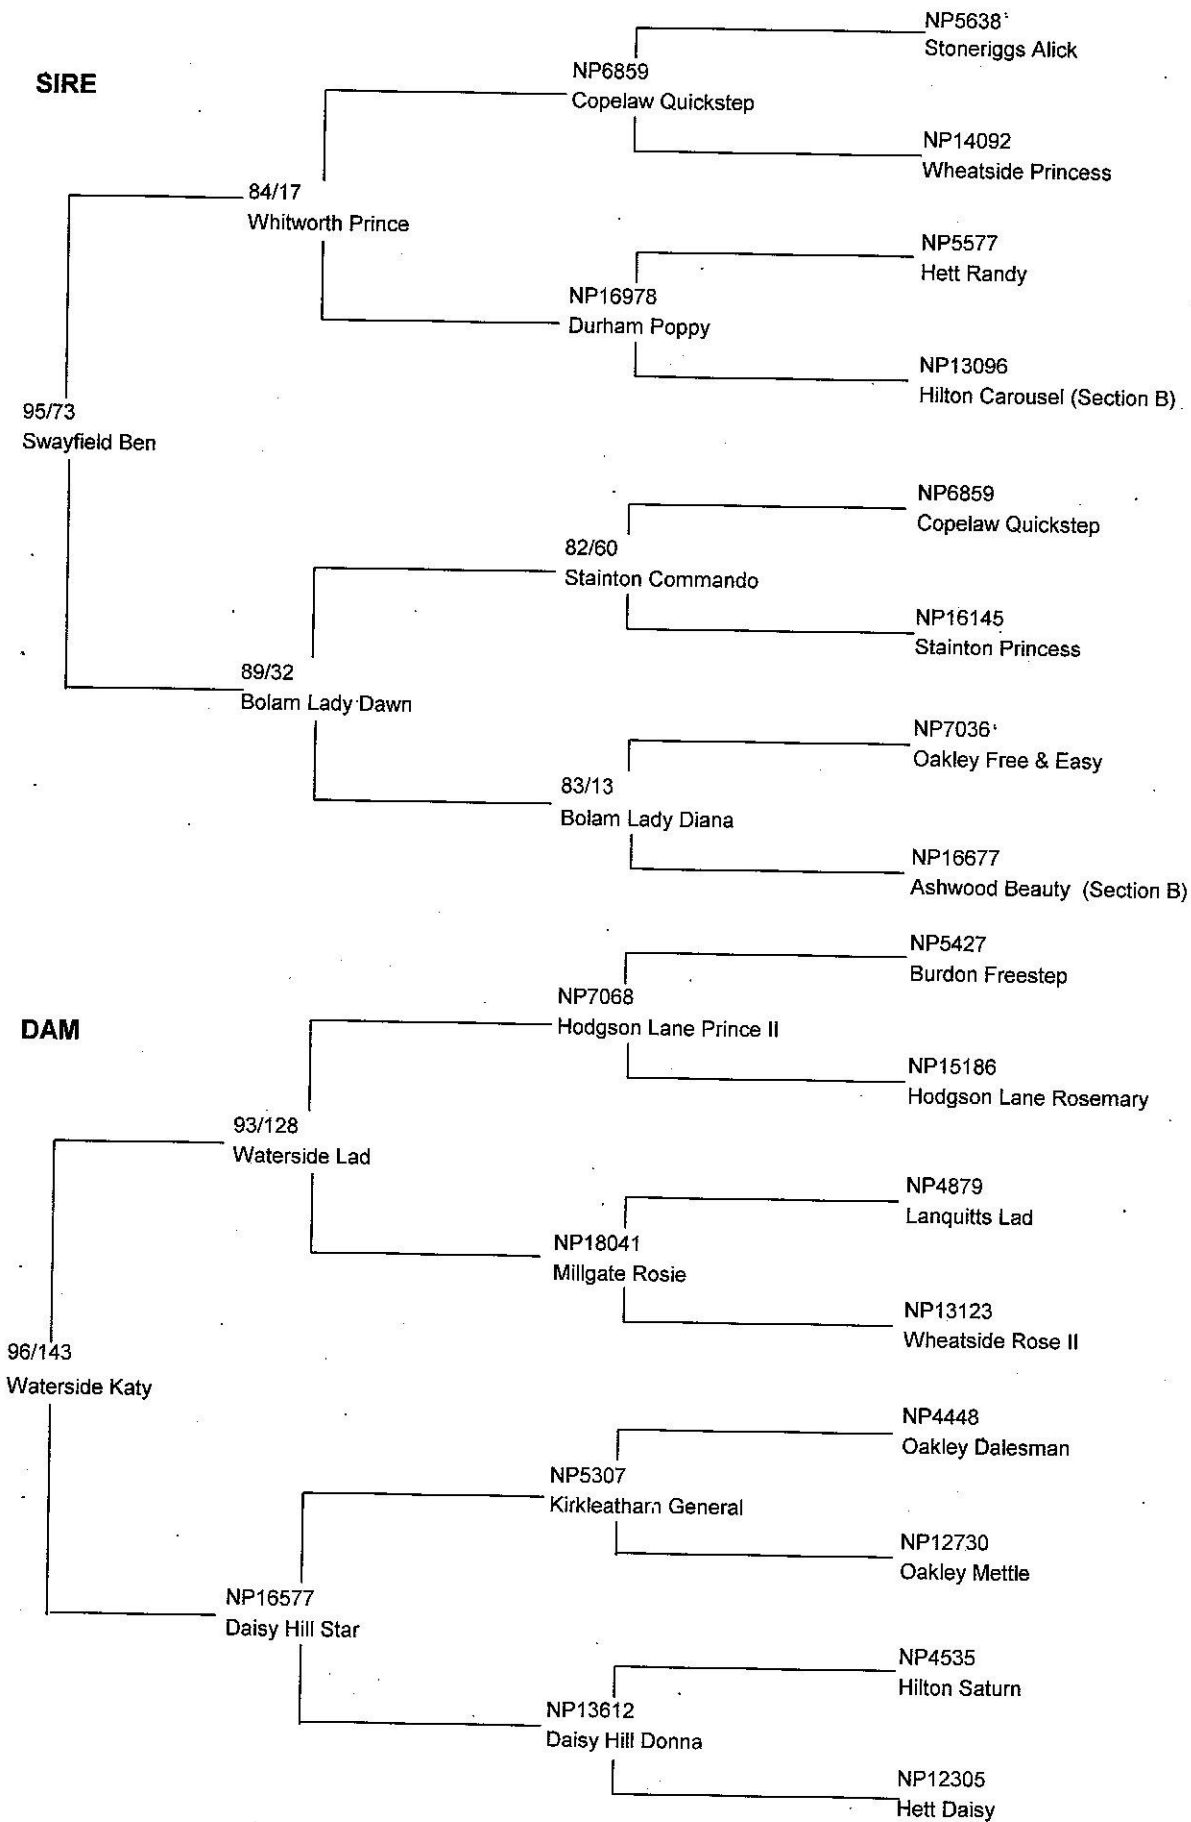 NP5638
Stoneriggs Alick
SIRE
NP6859
Copelaw Quickstep
NP14092
Wheatside Princess
84/17
Whitworth Prince
NP5577
Hett Randy
NP16978
Durham Poppy
NP13096
Hilton Carousel (Section B)
95/73
Swayfield Ben
NP6859
Copelaw Quickstep
82/60
Stainton Commando
NP16145
Stainton Princess
89/32
Bolam Lady Dawn
NP7036
Oakley Free & Easy
83/13
Bolam Lady Diana
NP16677
Ashwood Beauty (Section B)
NP5427
Burdon Freestep
NP7068
Hodgson Lane Prince II
DAM
NP15186
Hodgson Lane Rosemary
93/128
Waterside Lad
NP4879
Lanquitts Lad
NP18041
Millgate Rosie
NP13123
Wheatside Rose II
96/143
Waterside Katy
NP4448
Oakley Dalesman
NP5307
Kirkleatham General
NP12730
Oakley Mettle
NP16577
Daisy Hill Star
NP4535
Hilton Saturn
NP13612
Daisy Hill Donna
NP12305
Hett Daisy